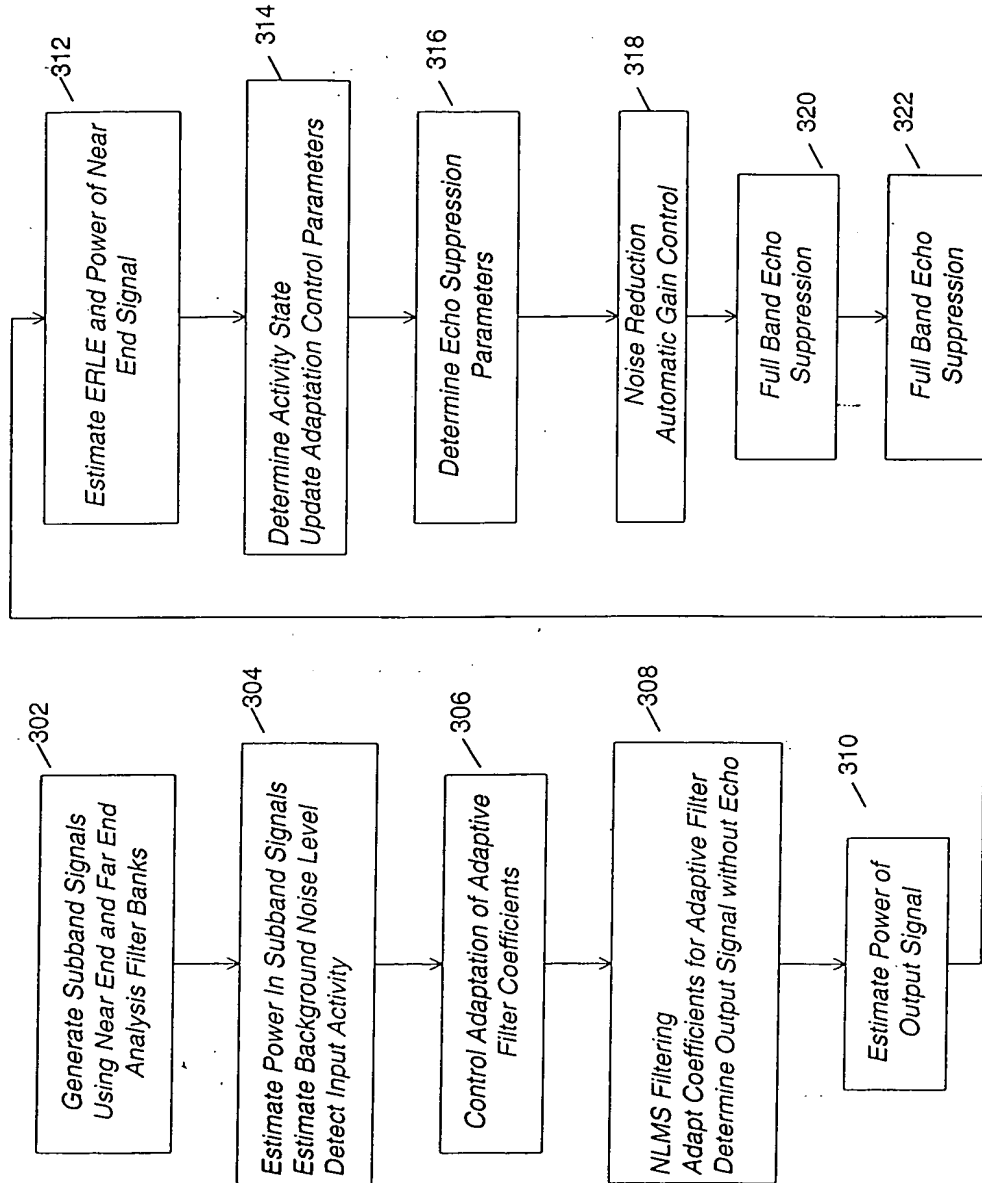 302
Generate Subband Signals
Using Near End and Far End
Analysis Filter Banks
304
Estimate Power In Subband Signals
Estimate Background Noise Level
Detect Input Activity
306
Control Adaptation of Adaptive
Filter Coefficients
308
NLMS Filtering
Adapt Coefficients for Adaptive Filter
Determine Output Signal without Echo
310
Estimate Power of
Output Signal
312
Estimate ERLE and Power of Near
End Signal
314
Determine Activity State
Update Adaptation Control Parameters
316
Determine Echo Suppression
Parameters
318
Noise Reduction
Automatic Gain Control
320
Full Band Echo
Suppression
322
Full Band Echo
Suppression